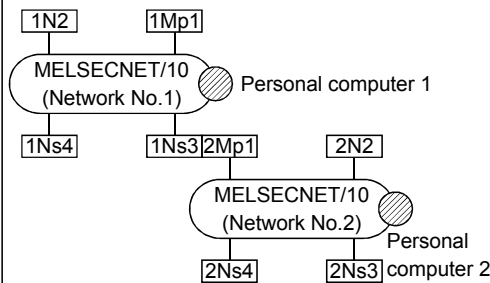 1N2 1Mp1
MELSECNET/10
(Network No.1)
Personal computer 1
1Ns4 1Ns3 2Mp1 2N2
MELSECNET/10
(Network No.2)
Personal
computer 2
2Ns4 2Ns3